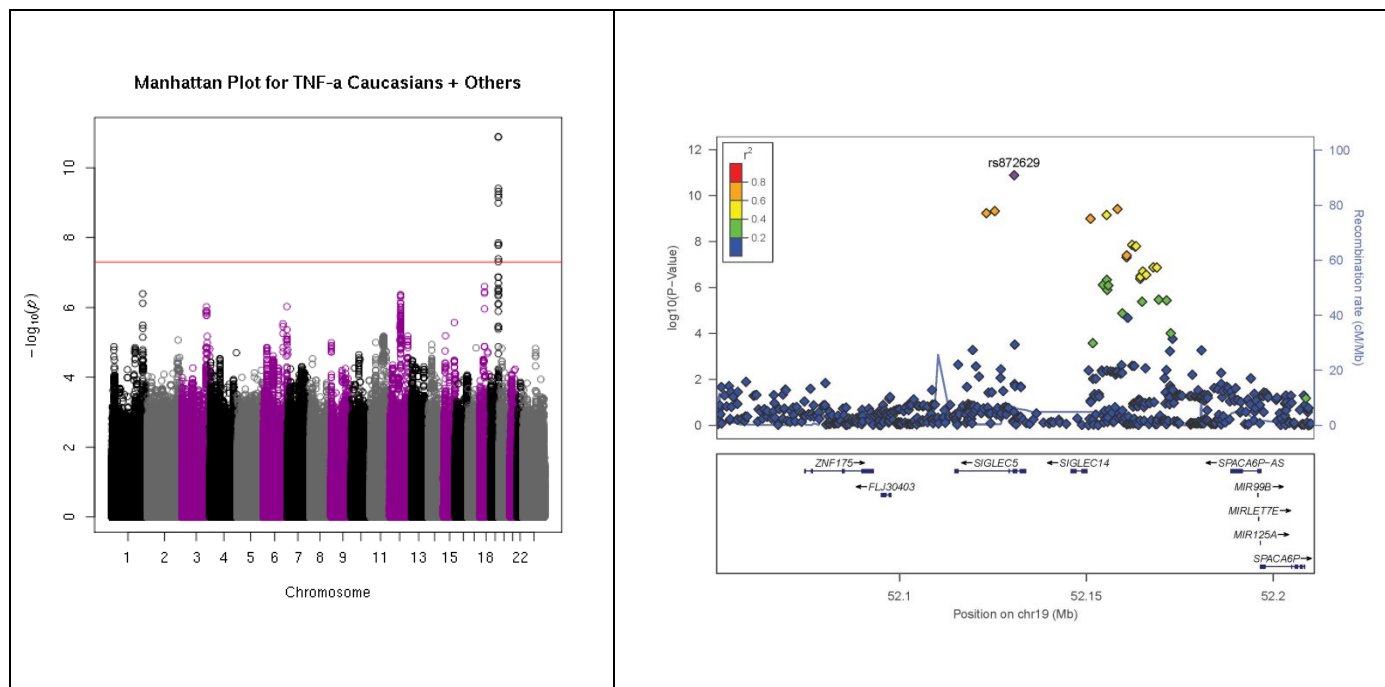 Manhattan Plot for TNF-a Caucasians + Others
10
8
6
4
2
0
−log10(p)
1 2 3 4 5 6 7 8 9 11 13 15 18 22
Chromosome
12
10
8
6
4
2
0
log10(P-Value)
r2
0.8
0.6
0.4
0.2
rs872629
100
80
60
40
20
0
Recombination rate (cM/Mb)
ZNF175→ ←SIGLEC5 ←SIGLEC14 ←SPACA6P-AS
←FLJ30403 MIR99B→
MIRLET7E→
MIR125A→
SPACA6P→
52.1 52.15 52.2
Position on chr19 (Mb)